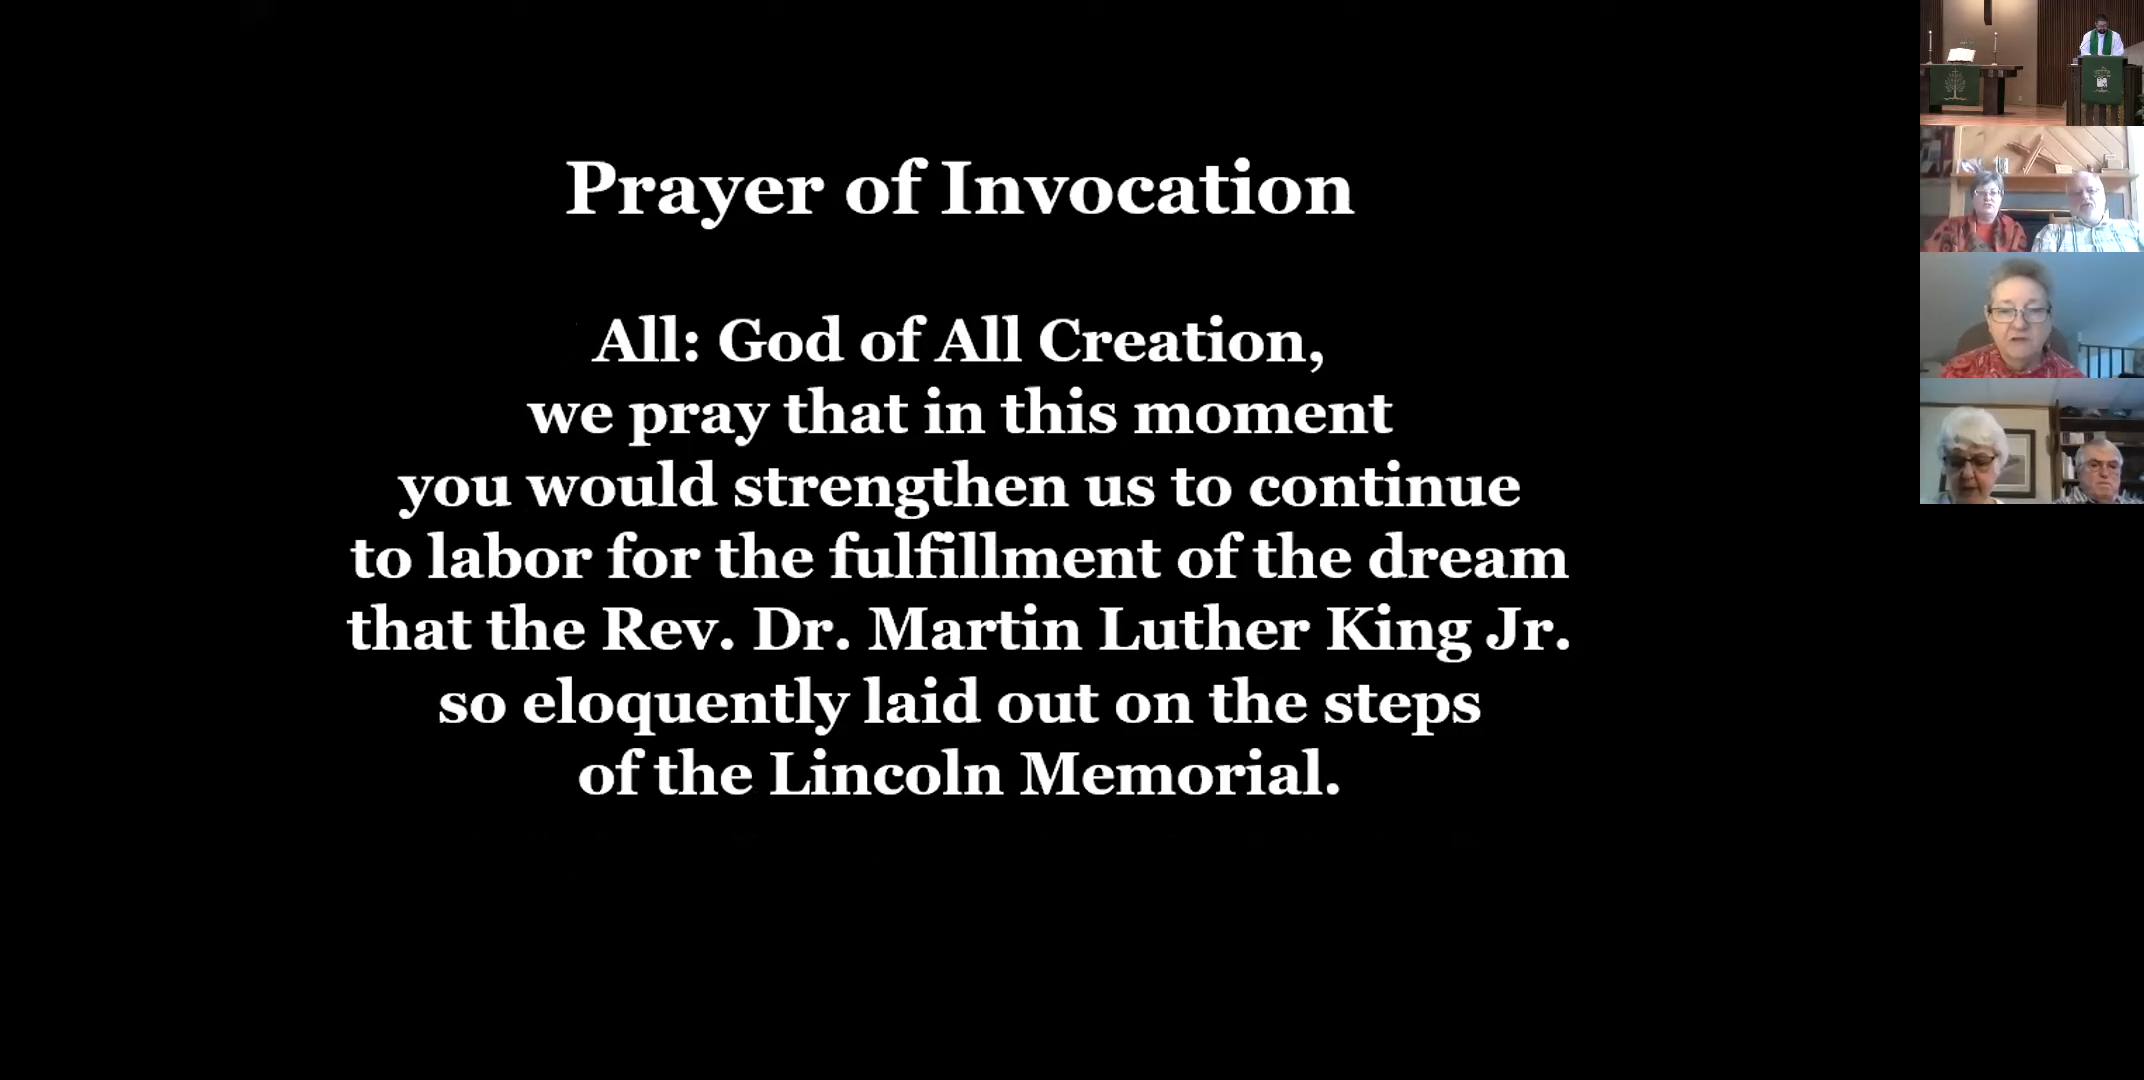 Prayer of Invocation
All: God of All Creation,
we pray that in this moment
you would strengthen us to continue
to labor for the fulfillment of the dream
that the Rev. Dr. Martin Luther King Jr.
so eloquently laid out on the steps
of the Lincoln Memorial.